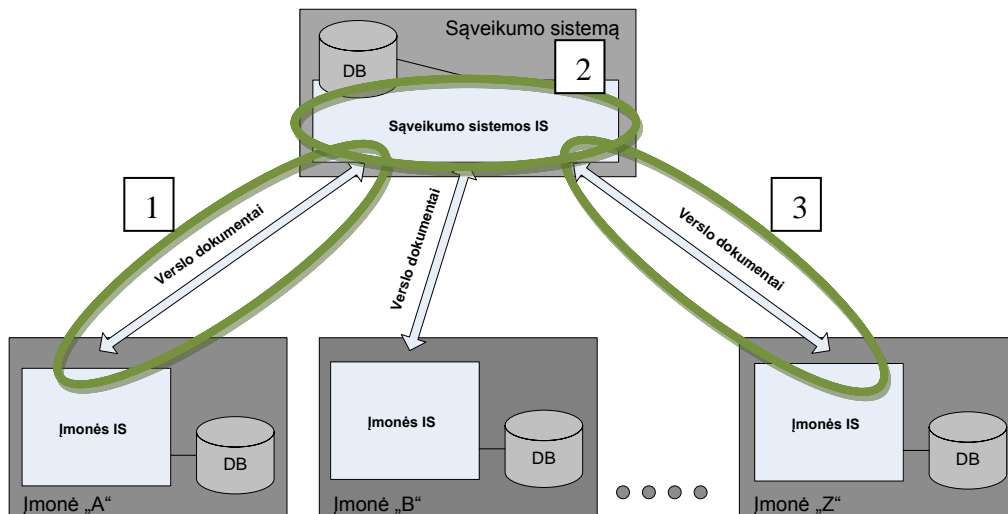 Sąveikumo sistemą
DB
2
Sąveikumo sistemos IS
1
3
Verslo dokumentai
Verslo dokumentai
Verslo dokumentai
Įmonės IS
DB
Įmonė „A“
Įmonės IS
DB
Įmonė „B“
Įmonės IS
DB
Įmonė „Z“